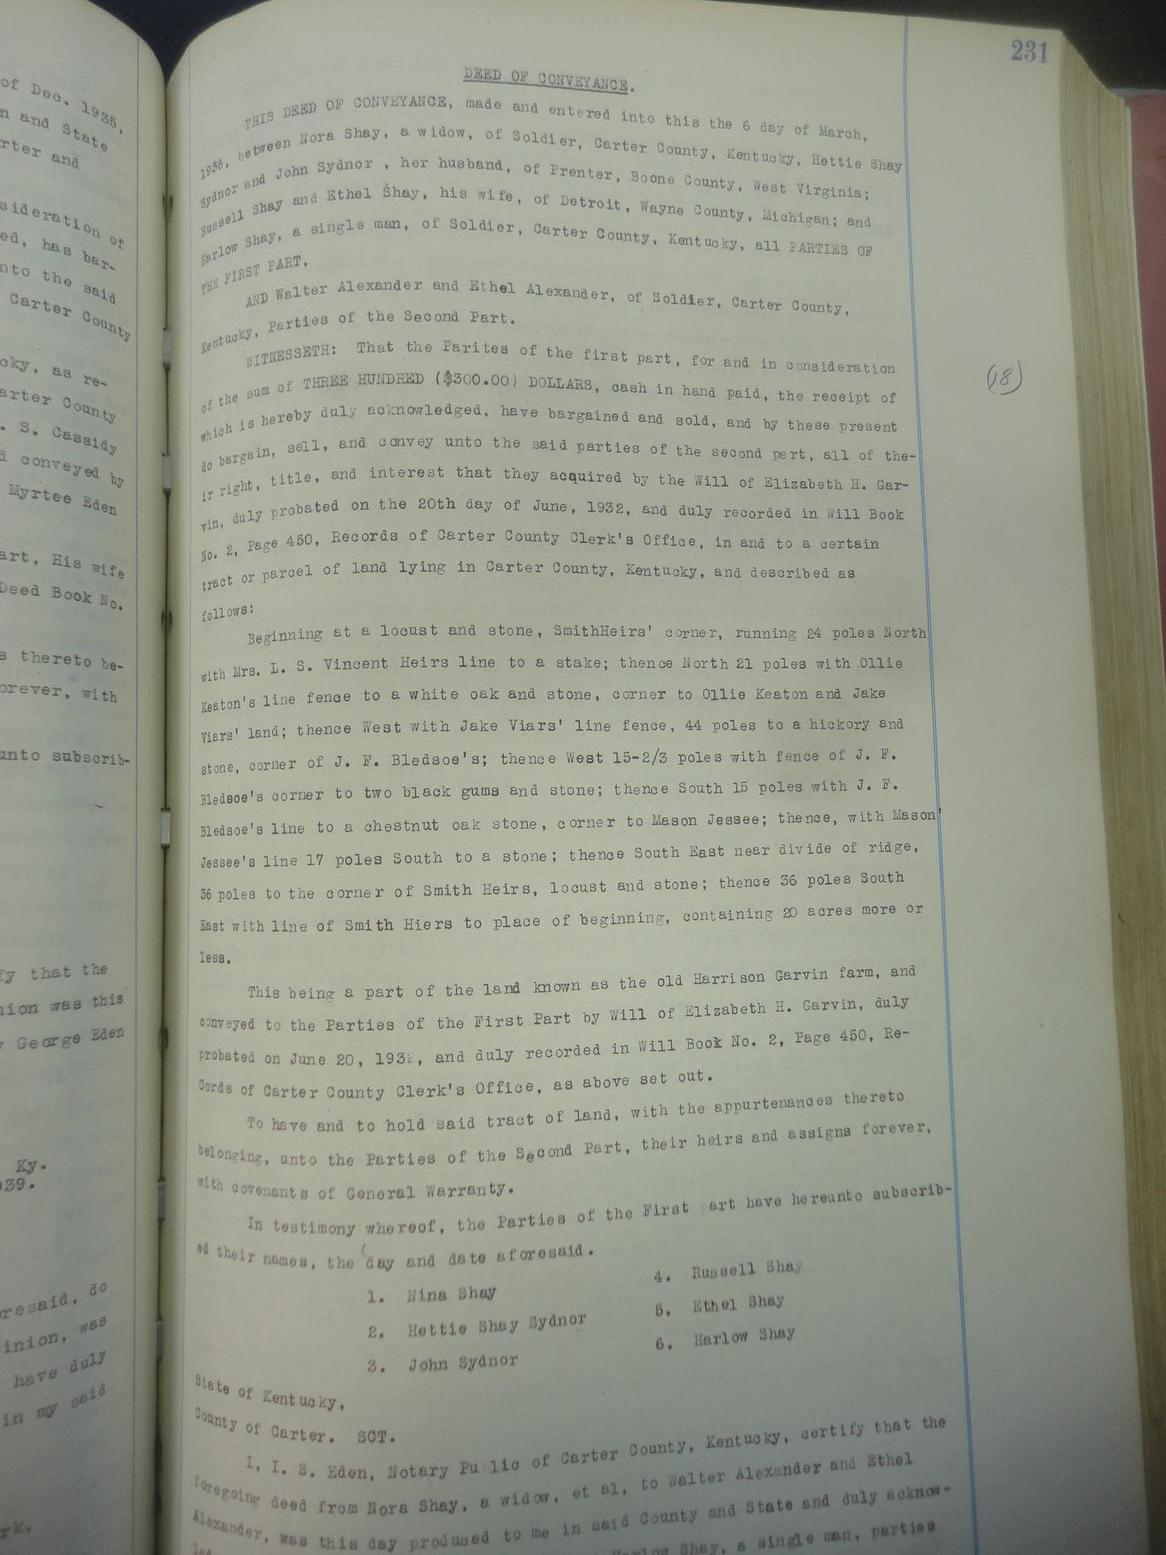 of Dec. 1935,
n and State
rter and
sideration of
ed, has bar-
nto the said
Carter County
cky, as re-
arter County
. S. Cassidy
d conveyed by
Myrtee Eden
art, His wife
Deed Book No.
s thereto be-
orever, with
unto subscrib-
fy that the
nion was this
y George Eden
Ky.
39.
resaid, do
inion, was
have duly
in my said
rk.
231
DEED OF CONVEYANCE.
THIS DEED OF CONVEYANCE, made and entered into this the 6 day of March,
1936, between Nora Shay, a widow, of Soldier, Carter County, Kentucky, Hettie Shay
Sydnor and John Sydnor , her husband, of Prenter, Boone County, West Virginia;
Russell Shay and Ethel Shay, his wife, of Detroit, Wayne County, Michigan; and
Harlow Shay, a single man, of Soldier, Carter County, Kentucky, all PARTIES OF
THE FIRST PART,
AND Walter Alexander and Ethel Alexander, of Soldier, Carter County,
Kentucky, Parties of the Second Part.
WITNESSETH: That the Parites of the first part, for and in consideration
of the sum of THREE HUNDRED ($300.00) DOLLARS, cash in hand paid, the receipt of
which is hereby duly acknowledged, have bargained and sold, and by these present
do bargain, sell, and convey unto the said parties of the second part, all of the-
ir right, title, and interest that they acquired by the Will of Elizabeth H. Gar-
vin, duly probated on the 20th day of June, 1932, and duly recorded in Will Book
No. 2, Page 450, Records of Carter County Clerk's Office, in and to a certain
tract or parcel of land lying in Carter County, Kentucky, and described as
follows:
Beginning at a locust and stone, SmithHeirs' corner, running 24 poles North
with Mrs. L. S. Vincent Heirs line to a stake; thence North 21 poles with Ollie
Keaton's line fence to a white oak and stone, corner to Ollie Keaton and Jake
Viars' land; thence West with Jake Viars' line fence, 44 poles to a hickory and
stone, corner of J. F. Bledsoe's; thence West 15-2/3 poles with fence of J. F.
Bledsoe's corner to two black gums and stone; thence South 15 poles with J. F.
Bledsoe's line to a chestnut oak stone, corner to Mason Jessee; thence, with Mason'
Jessee's line 17 poles South to a stone; thence South East near divide of ridge,
36 poles to the corner of Smith Heirs, locust and stone; thence 36 poles South
East with line of Smith Hiers to place of beginning, containing 20 acres more or
less.
This being a part of the land known as the old Harrison Garvin farm, and
conveyed to the Parties of the First Part by Will of Elizabeth H. Garvin, duly
probated on June 20, 1932, and duly recorded in Will Book No. 2, Page 450, Re-
Cords of Carter County Clerk's Office, as above set out.
To have and to hold said tract of land, with the appurtenances thereto
belonging, unto the Parties of the Second Part, their heirs and assigns forever,
with covenants of General Warranty.
In testimony whereof, the Parties of the First art have hereunto subscrib-
ed their names, the day and date aforesaid.
1. Nina Shay
2. Hettie Shay Sydnor
3. John Sydnor
4. Russell Shay
5. Ethel Shay
6. Harlow Shay
State of Kentucky,
County of Carter. SCT.
I, I. S. Eden, Notary Pu lic of Carter County, Kentucky, certify that the
foregoing deed from Nora Shay, a widow, et al, to Walter Alexander and Ethel
Alexander, was this day produced to me in said County and State and duly acknow-
Harlow Shay, a single man, parties
(18)